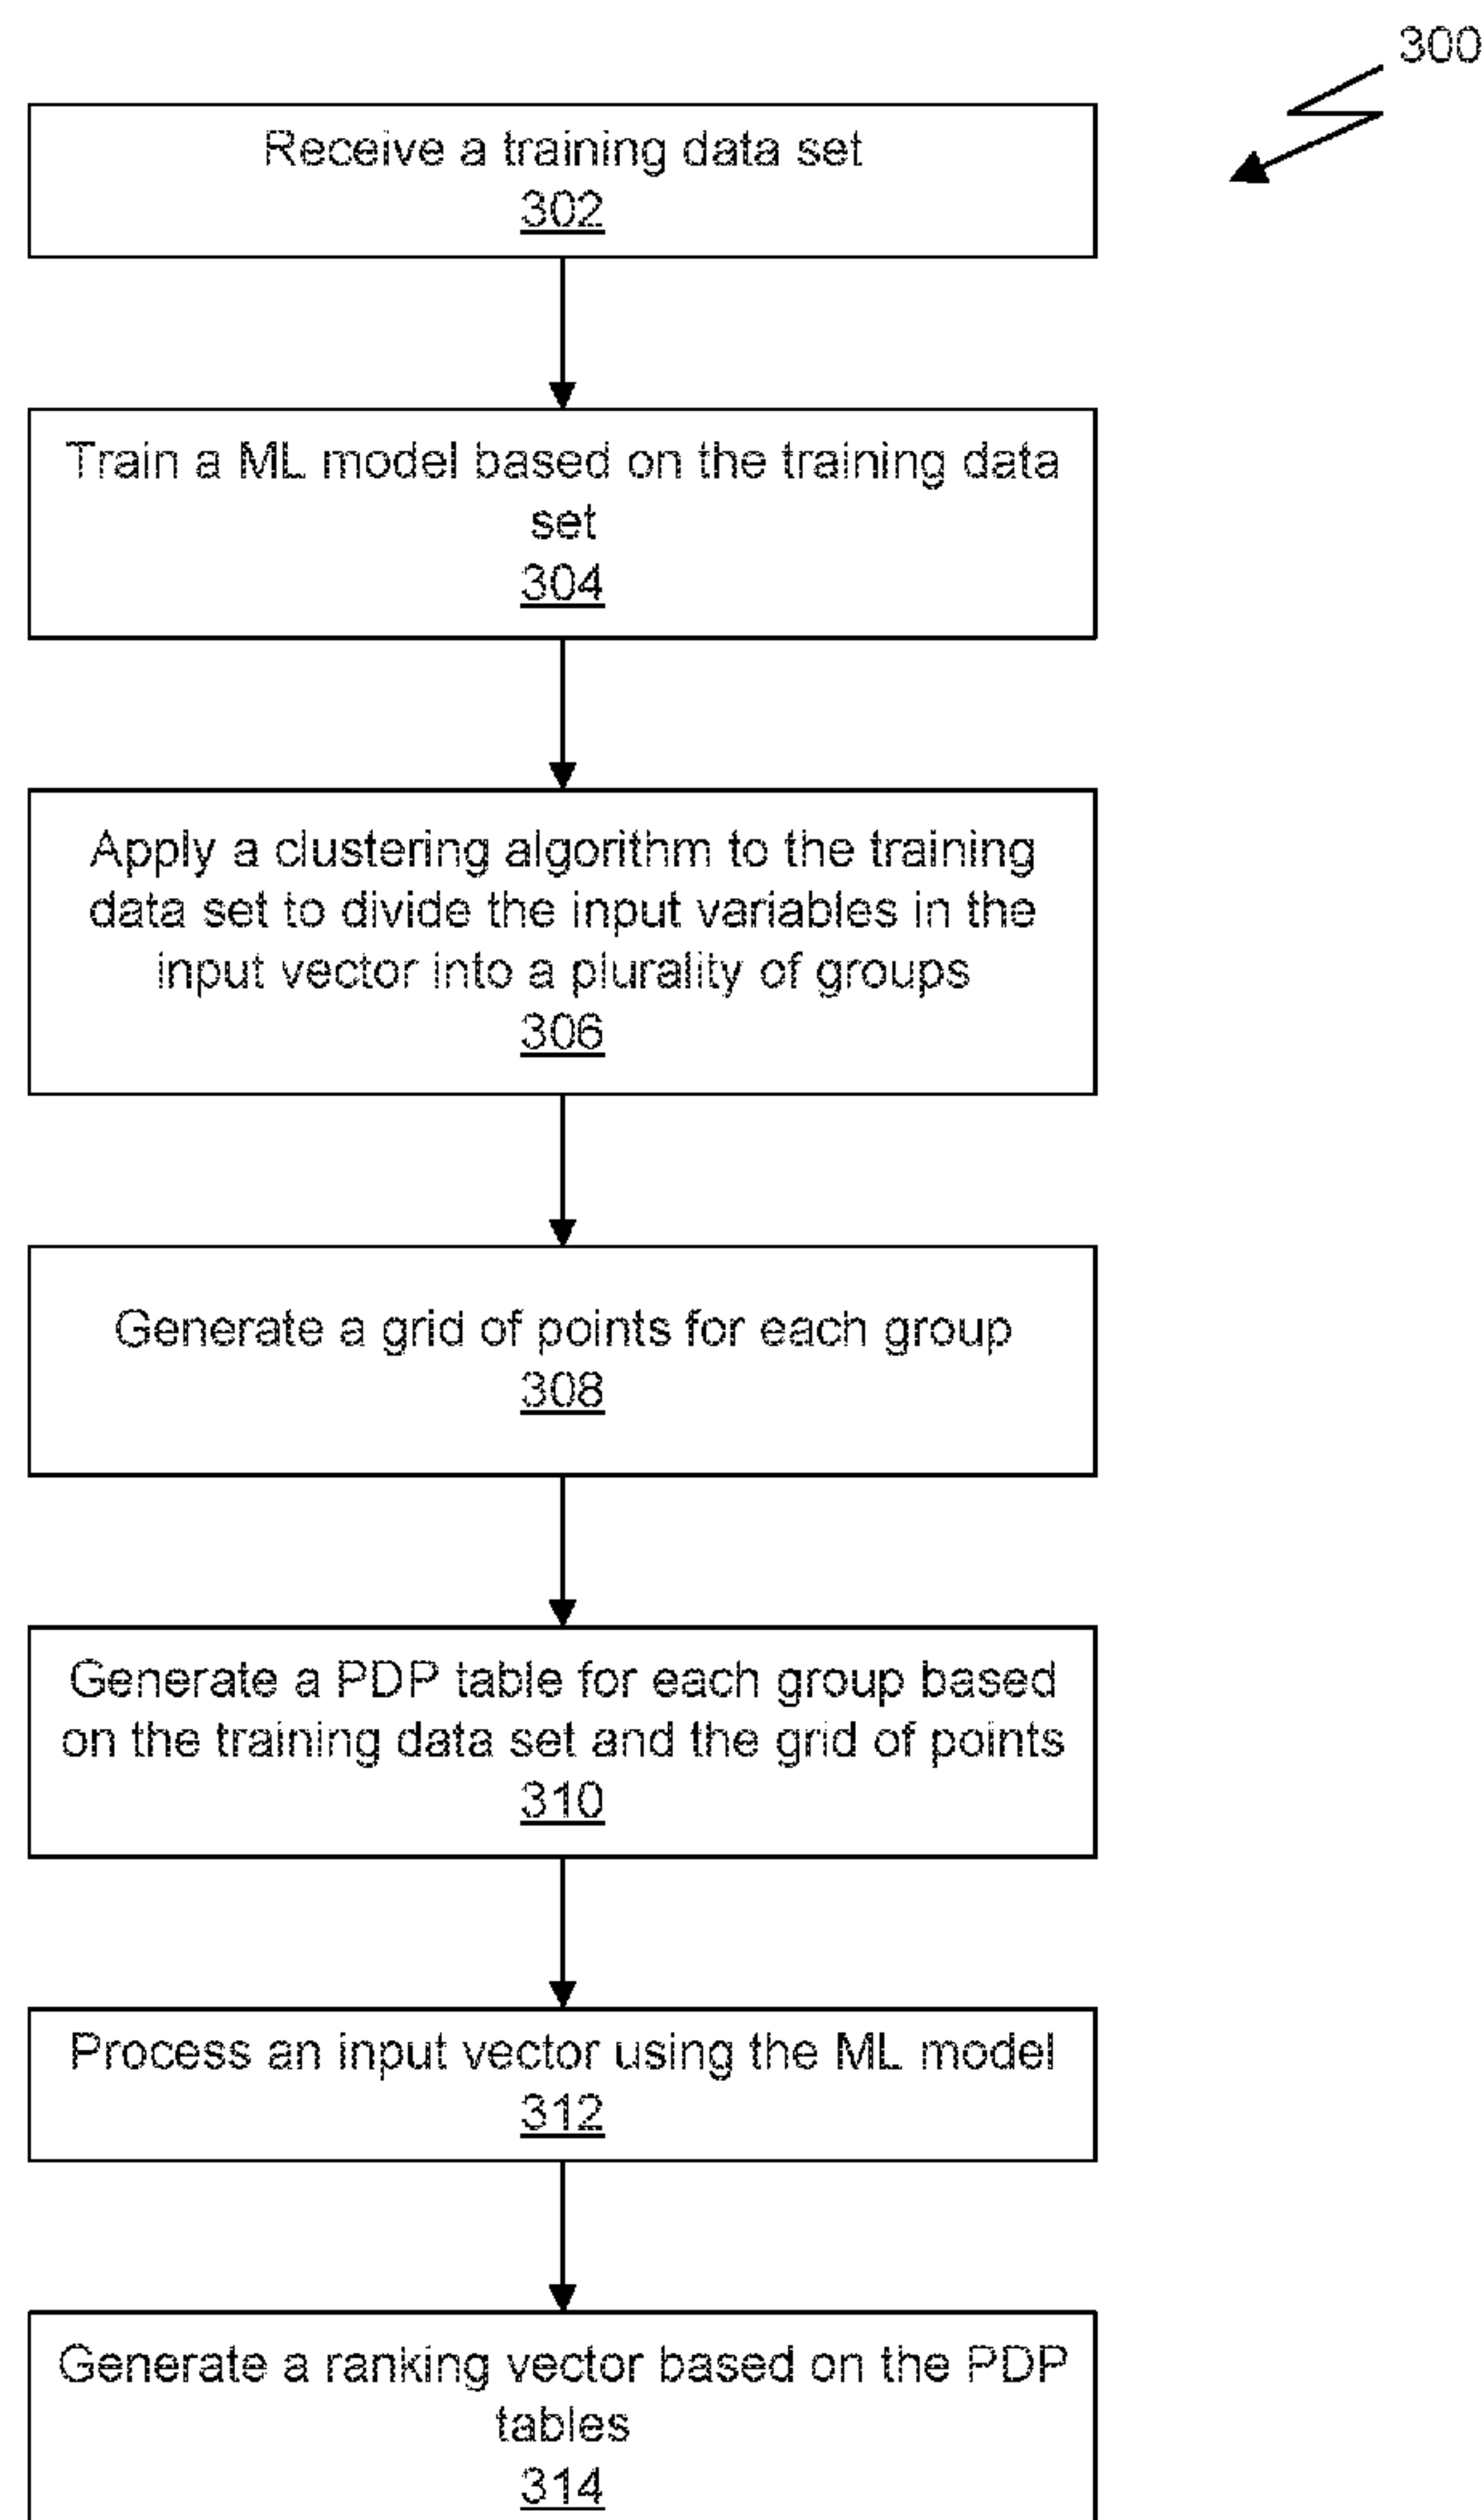 300
Receive a training data set
302
Train a ML model based on the training data
set
304
Apply a clustering algorithm to the training
data set to divide the input variables in the
input vector into a plurality of groups
306
Generate a grid of points for each group
308
Generate a PDP table for each group based
on the training data set and the grid of points
310
Process an input vector using the ML model
312
Generate a ranking vector based on the PDP
tables
314